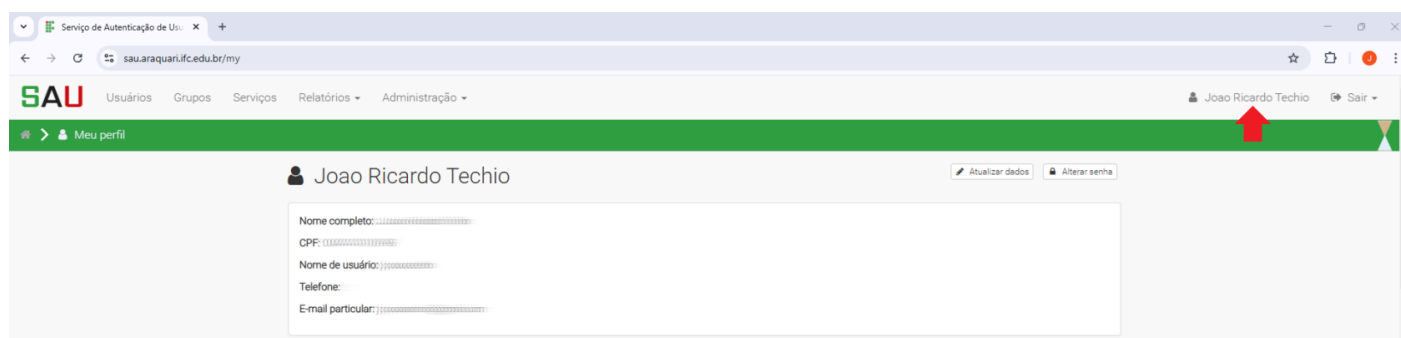 Serviço de Autenticação de Usu
sau.araquari.ifc.edu.br/my
J
SAU Usuários Grupos Serviços Relatórios Administração Joao Ricardo Techio Sair
Meu perfil
Joao Ricardo Techio Atualizar dados Alterar senha
Nome completo:
CPF:
Nome de usuário:
Telefone:
E-mail particular: